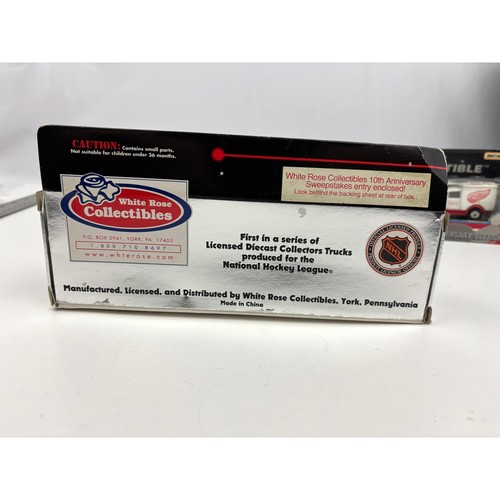 CAUTION: Contains small parts.
Not suitable for children under 36 months.
White Rose Collectibles 10th Anniversary
Sweepstakes entry enclosed!
Look behind the backing sheet at rear of box.
White Rose
Collectibles
P.O. BOX 2941, YORK, PA 17405
1.800.710.8697
www.whiterose.com
First in a series of
Licensed Diecast Collectors Trucks
produced for the
National Hockey League®
NHL
Manufactured, Licensed, and Distributed by White Rose Collectibles, York, Pennsylvania
Made in China